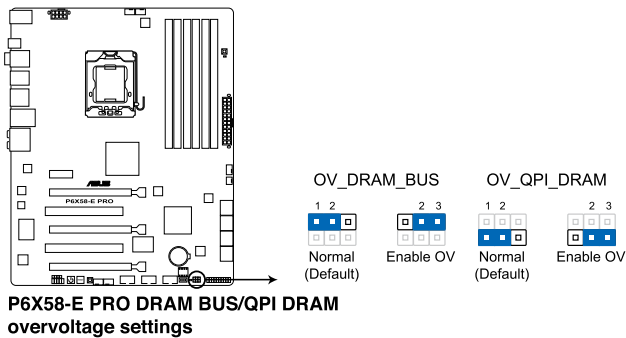 OV_DRAM_BUS
1 2
2 3
Normal
(Default)
Enable OV
OV_QPI_DRAM
1 2
2 3
Normal
(Default)
Enable OV
ASUS
P6X58-E PRO
P6X58-E PRO DRAM BUS/QPI DRAM
overvoltage settings